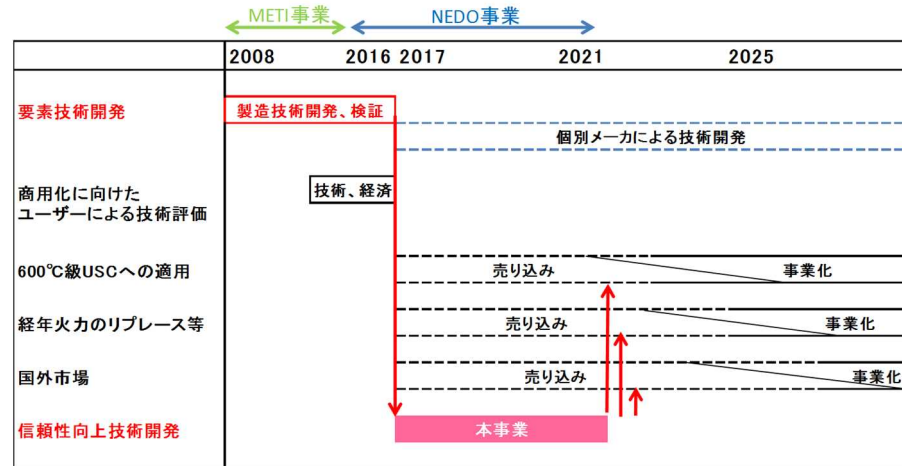 METI事業 NEDO事業
2008 2016 2017 2021 2025
要素技術開発
製造技術開発、検証
個別メーカによる技術開発
商用化に向けた
ユーザーによる技術評価
技術、経済
600℃級USCへの適用
売り込み
事業化
経年火力のリプレース等
売り込み
事業化
国外市場
売り込み
事業化
信頼性向上技術開発
本事業